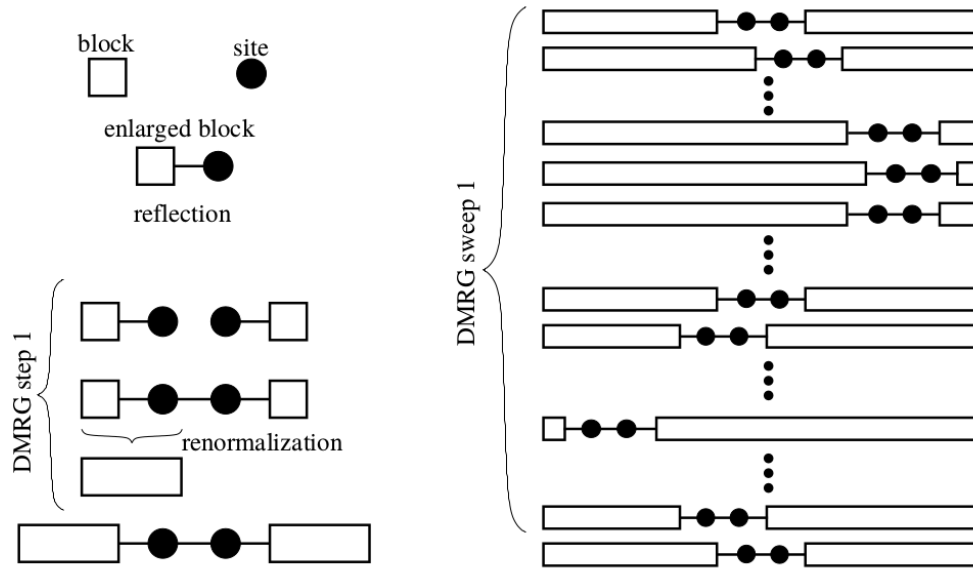 block
site
enlarged block
reflection
DMRG step 1
renormalization
DMRG sweep 1